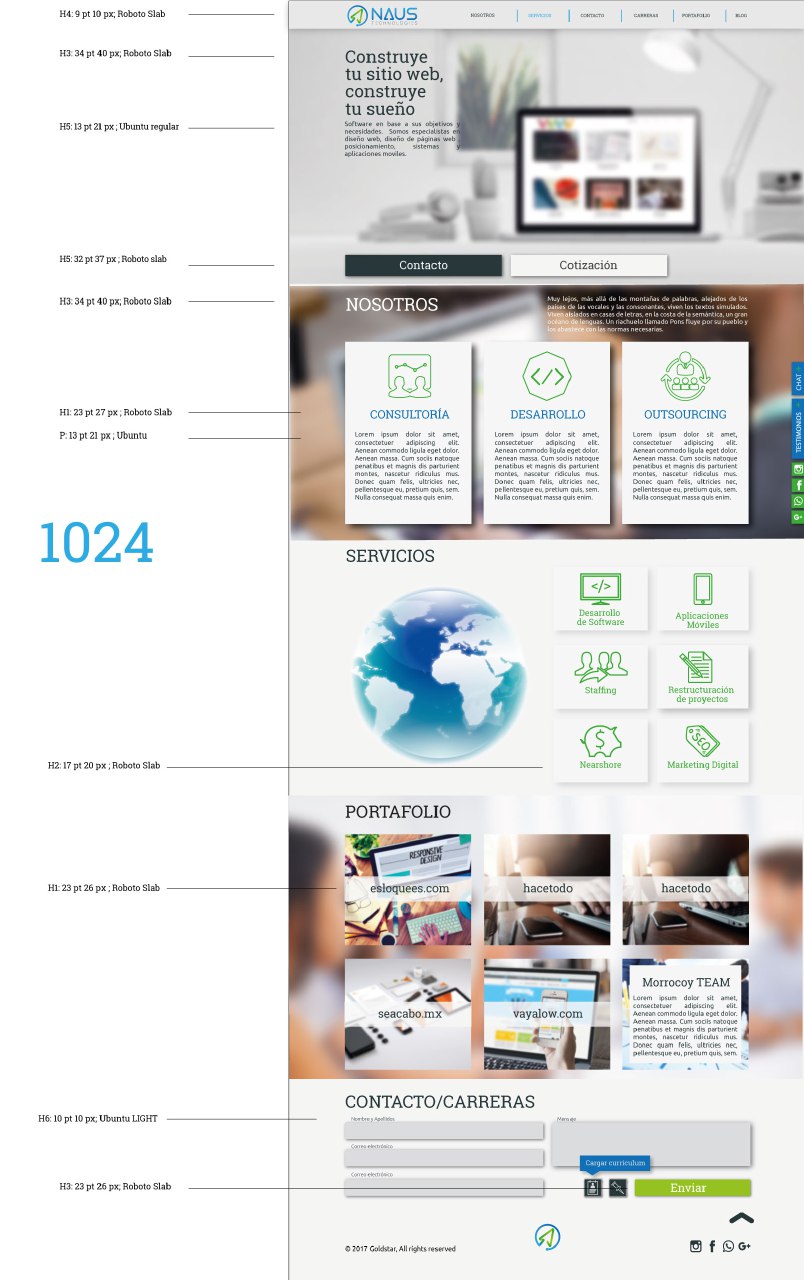 H4: 9 pt 10 px; Roboto Slab
NAUS
TECHNOLOGIES
NOSOTROS
SERVICIOS
CONTACTO
CARRERAS
PORTAFOLIO
BLOG
H3: 34 pt 40 px; Roboto Slab
Construye
tu sitio web,
construye
tu sueño
H5: 13 pt 21 px ; Ubuntu regular
Software en base a sus objetivos y
necesidades. Somos especialistas en
diseño web, diseño de páginas web
posicionamiento, sistemas y
aplicaciones moviles.
H5: 32 pt 37 px ; Roboto slab
Contacto
Cotización
H3: 34 pt 40 px; Roboto Slab
NOSOTROS
Muy lejos, más allá de las montañas de palabras, alejados de los
países de las vocales y las consonantes, viven los textos simulados.
Viven aislados en casas de letras, en la costa de la semántica, un gran
océano de lenguas. Un riachuelo llamado Pons fluye por su pueblo y
los abastece con las normas necesarias.
CHAT
TESTIMONIOS
H1: 23 pt 27 px ; Roboto Slab
P: 13 pt 21 px ; Ubuntu
CONSULTORÍA
Lorem ipsum dolor sit amet,
consectetuer adipiscing elit.
Aenean commodo ligula eget dolor.
Aenean massa. Cum sociis natoque
penatibus et magnis dis parturient
montes, nascetur ridiculus mus.
Donec quam felis, ultricies nec,
pellentesque eu, pretium quis, sem.
Nulla consequat massa quis enim.
</>
DESARROLLO
Lorem ipsum dolor sit amet,
consectetuer adipiscing elit.
Aenean commodo ligula eget dolor.
Aenean massa. Cum sociis natoque
penatibus et magnis dis parturient
montes, nascetur ridiculus mus.
Donec quam felis, ultricies nec,
pellentesque eu, pretium quis, sem.
Nulla consequat massa quis enim.
OUTSOURCING
Lorem ipsum dolor sit amet,
consectetuer adipiscing elit.
Aenean commodo ligula eget dolor.
Aenean massa. Cum sociis natoque
penatibus et magnis dis parturient
montes, nascetur ridiculus mus.
Donec quam felis, ultricies nec,
pellentesque eu, pretium quis, sem.
Nulla consequat massa quis enim.
G+
1024
SERVICIOS
</>
Desarrollo
de Software
Aplicaciones
Móviles
Staffing
Restructuración
de proyectos
$
Nearshore
SEO
Marketing Digital
H2: 17 pt 20 px ; Roboto Slab
PORTAFOLIO
RESPONSIVE
DESIGN
H1: 23 pt 26 px ; Roboto Slab
esloquees.com
hacetodo
hacetodo
seacabo.mx
vayalow.com
Morrocoy TEAM
Lorem ipsum dolor sit amet,
consectetuer adipiscing elit.
Aenean commodo ligula eget dolor.
Aenean massa. Cum sociis natoque
penatibus et magnis dis parturient
montes, nascetur ridiculus mus.
Donec quam felis, ultricies nec,
pellentesque eu, pretium quis, sem.
CONTACTO/CARRERAS
H6: 10 pt 10 px; Ubuntu LIGHT
Nombre y Apellidos
Mensaje
Correo electrónico
Correo electrónico
Cargar curriculum
H3: 23 pt 26 px; Roboto Slab
Enviar
© 2017 Goldstar, All rights reserved
G+